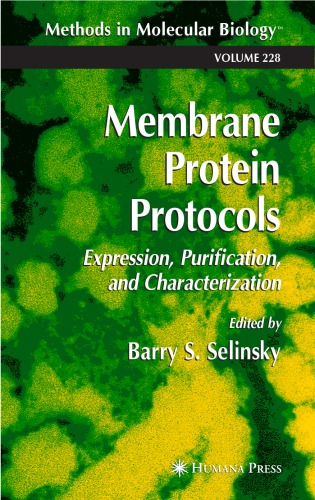 Methods in Molecular Biology™
VOLUME 228
Membrane
Protein
Protocols
Expression, Purification,
and Characterization
Edited by
Barry S. Selinsky
HUMANA PRESS